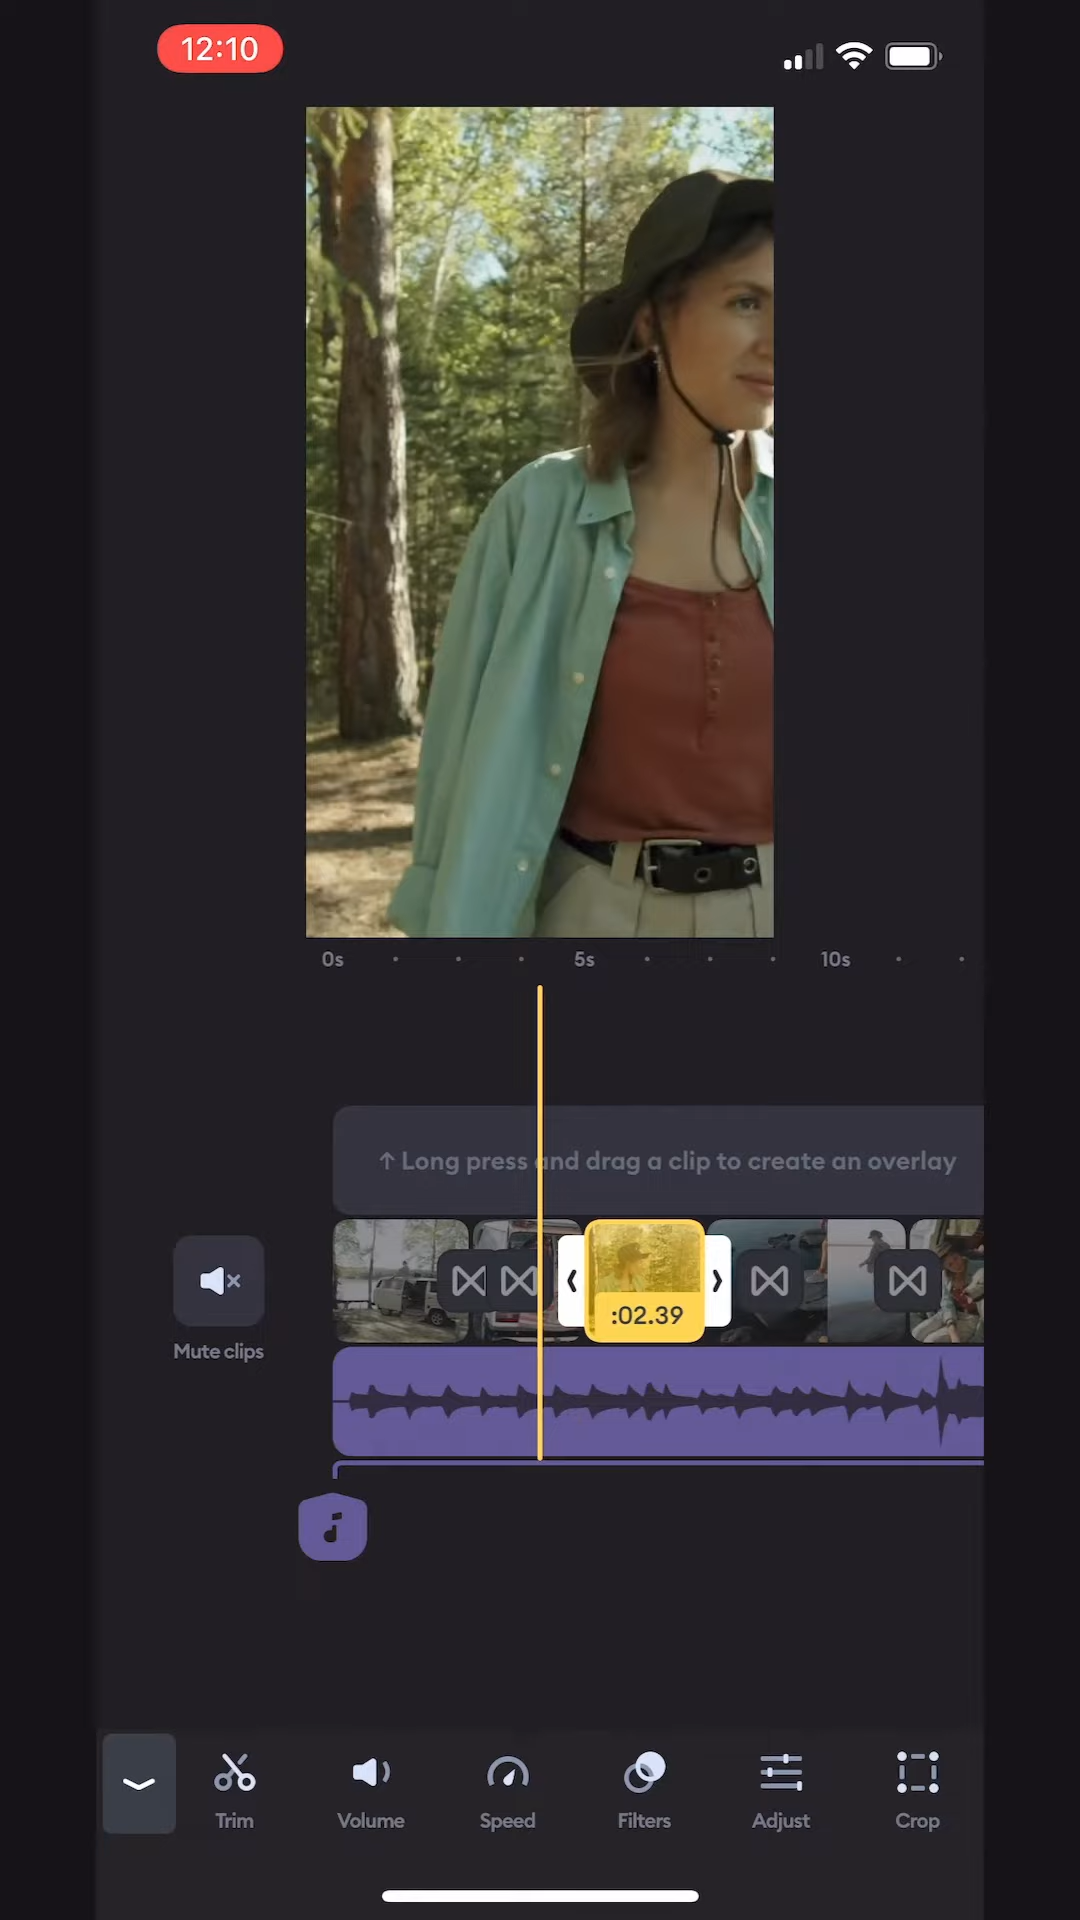 12:10
0s 5s 10s
↑ Long press and drag a clip to create an overlay
:02.39
Mute clips
Trim Volume Speed Filters Adjust Crop